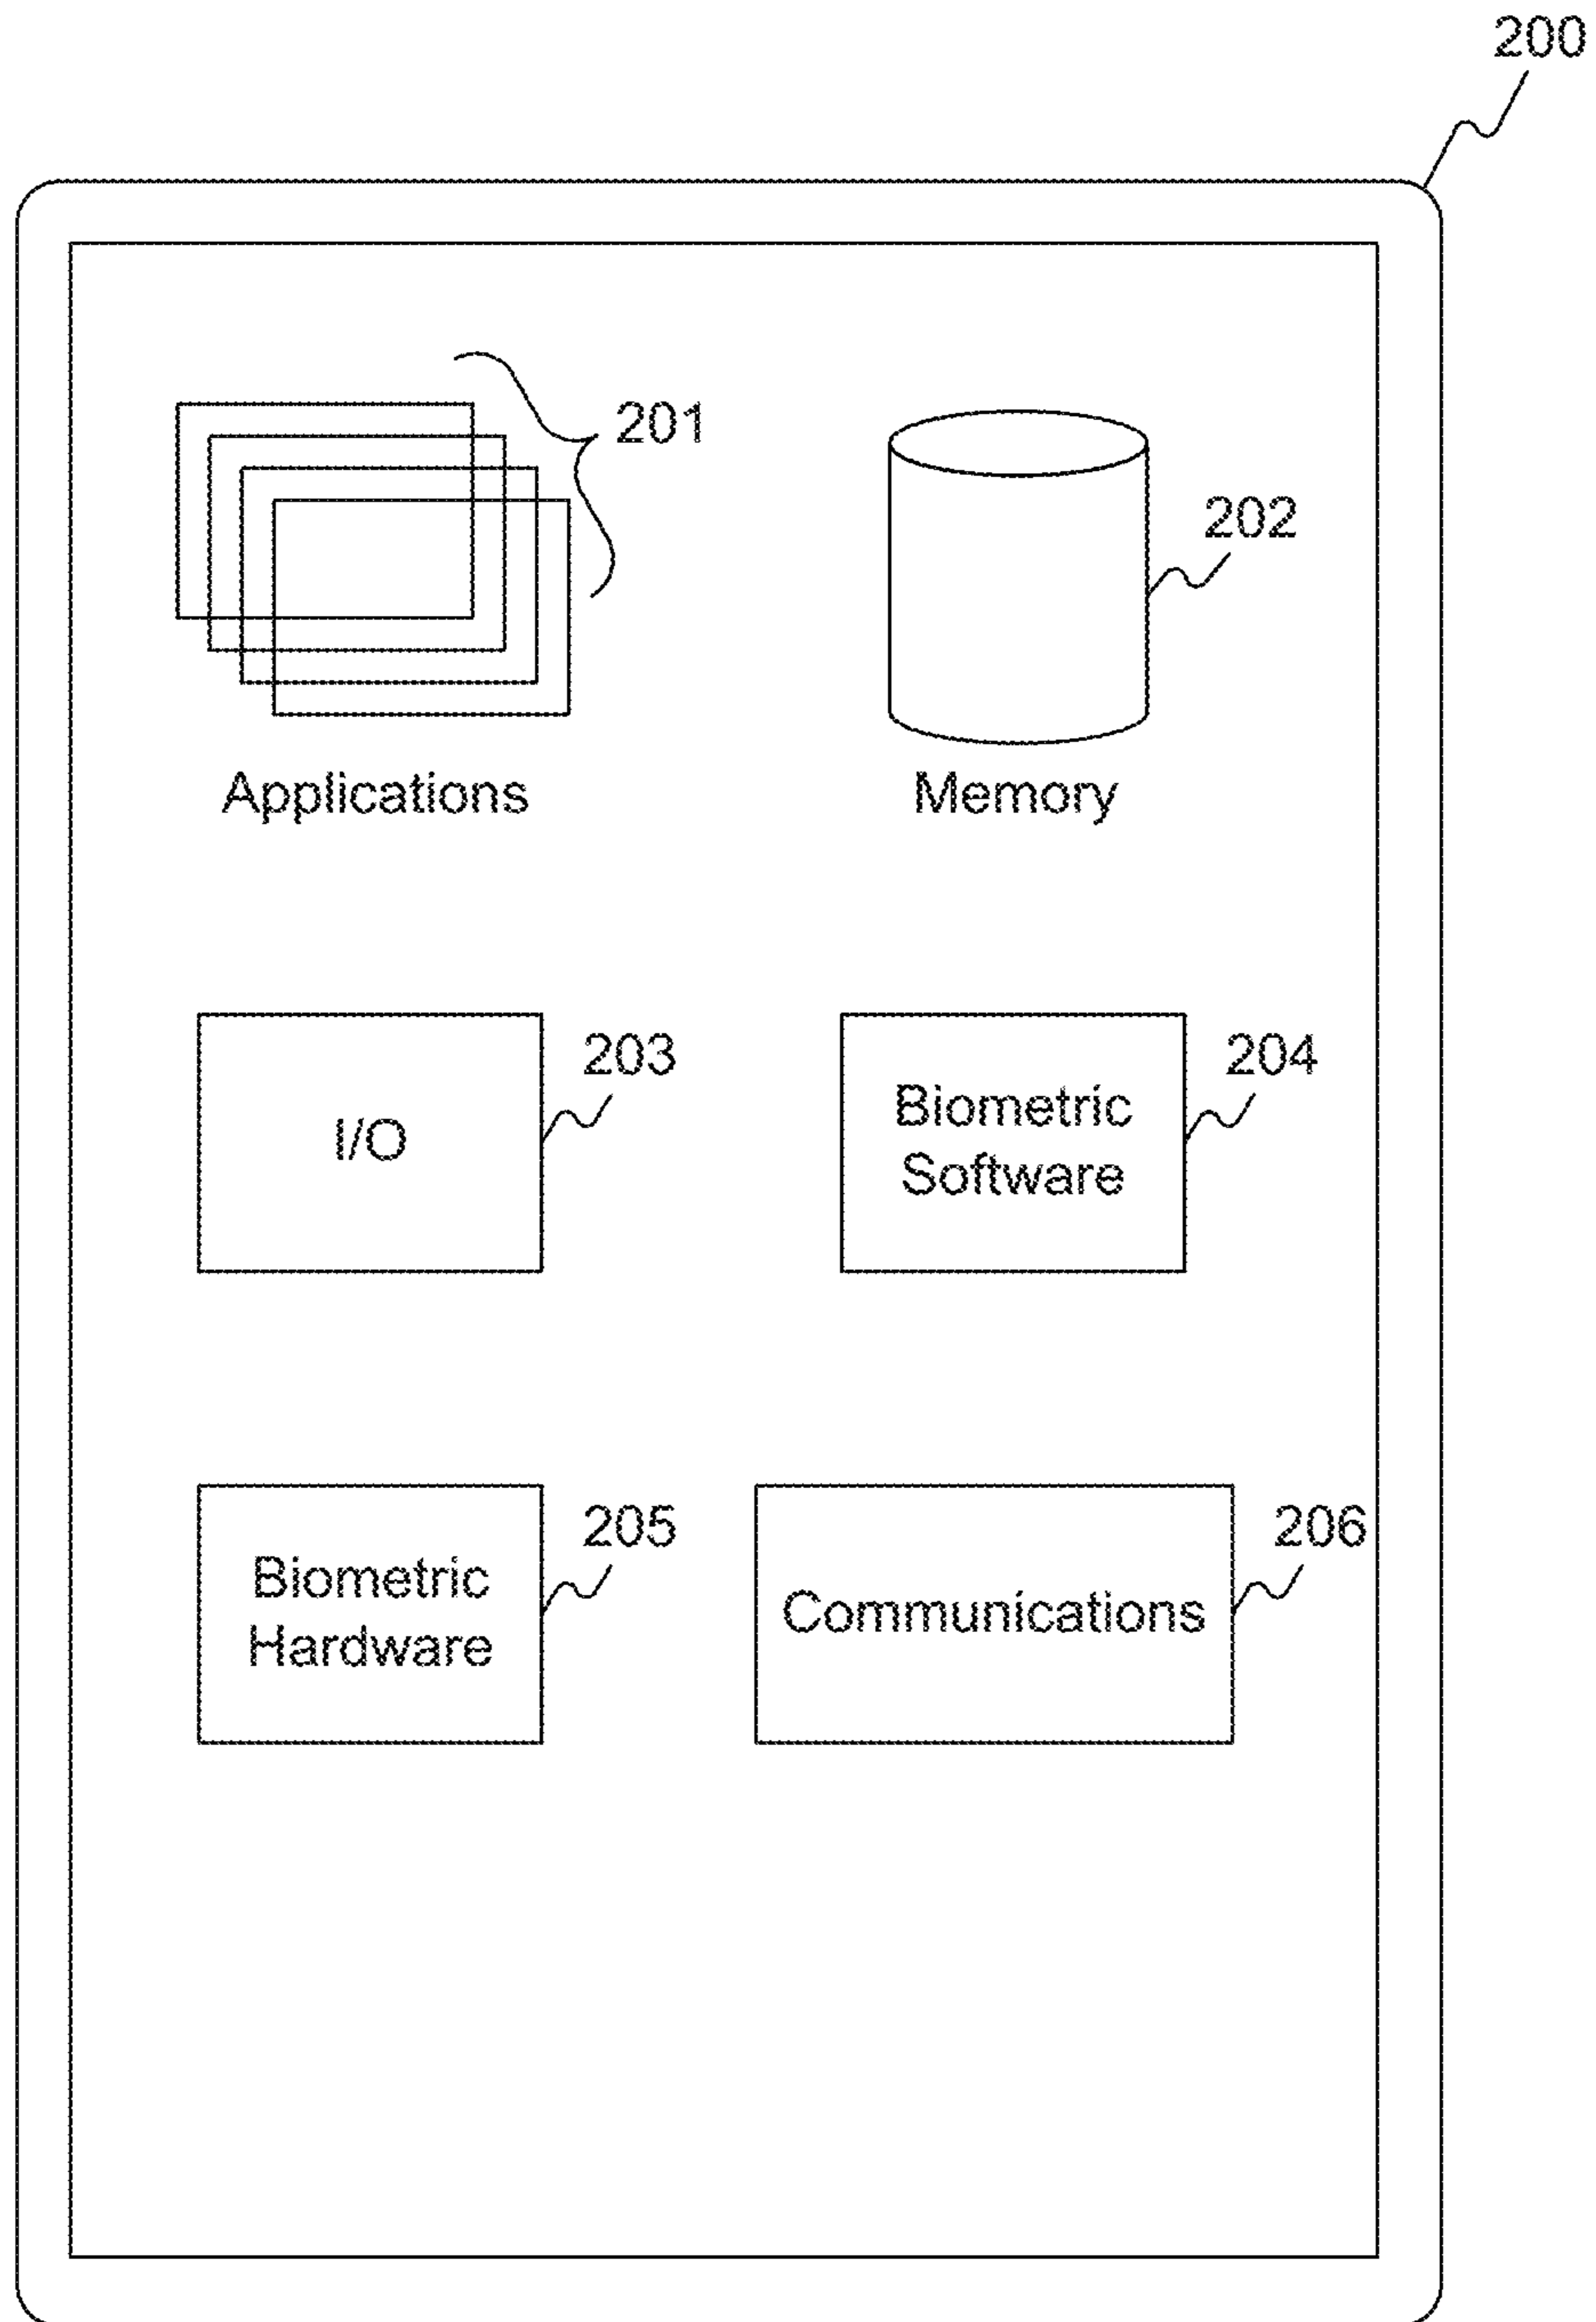 200
201
202
Applications
Memory
203
204
I/O
Biometric
Software
205
206
Biometric
Hardware
Communications